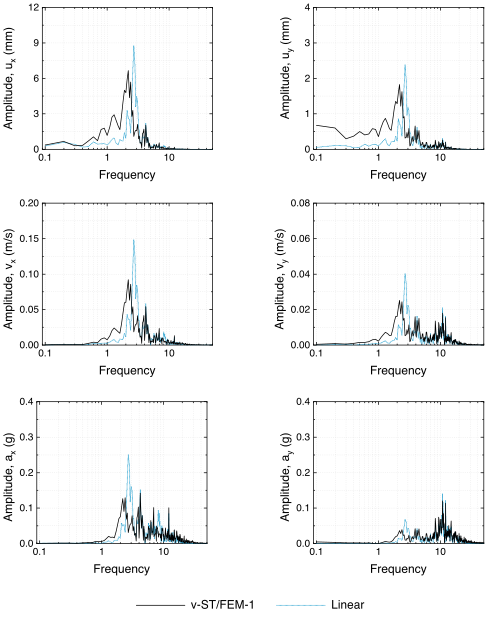 12
9
6
3
0
Amplitude, uₓ (mm)
0.1 1 10
Frequency
4
3
2
1
0
Amplitude, u_y (mm)
0.1 1 10
Frequency
0.20
0.15
0.10
0.05
0.00
Amplitude, vₓ (m/s)
0.1 1 10
Frequency
0.08
0.06
0.04
0.02
0.00
Amplitude, v_y (m/s)
0.1 1 10
Frequency
0.4
0.3
0.2
0.1
0.0
Amplitude, aₓ (g)
0.1 1 10
Frequency
0.4
0.3
0.2
0.1
0.0
Amplitude, a_y (g)
0.1 1 10
Frequency
v-ST/FEM-1 Linear